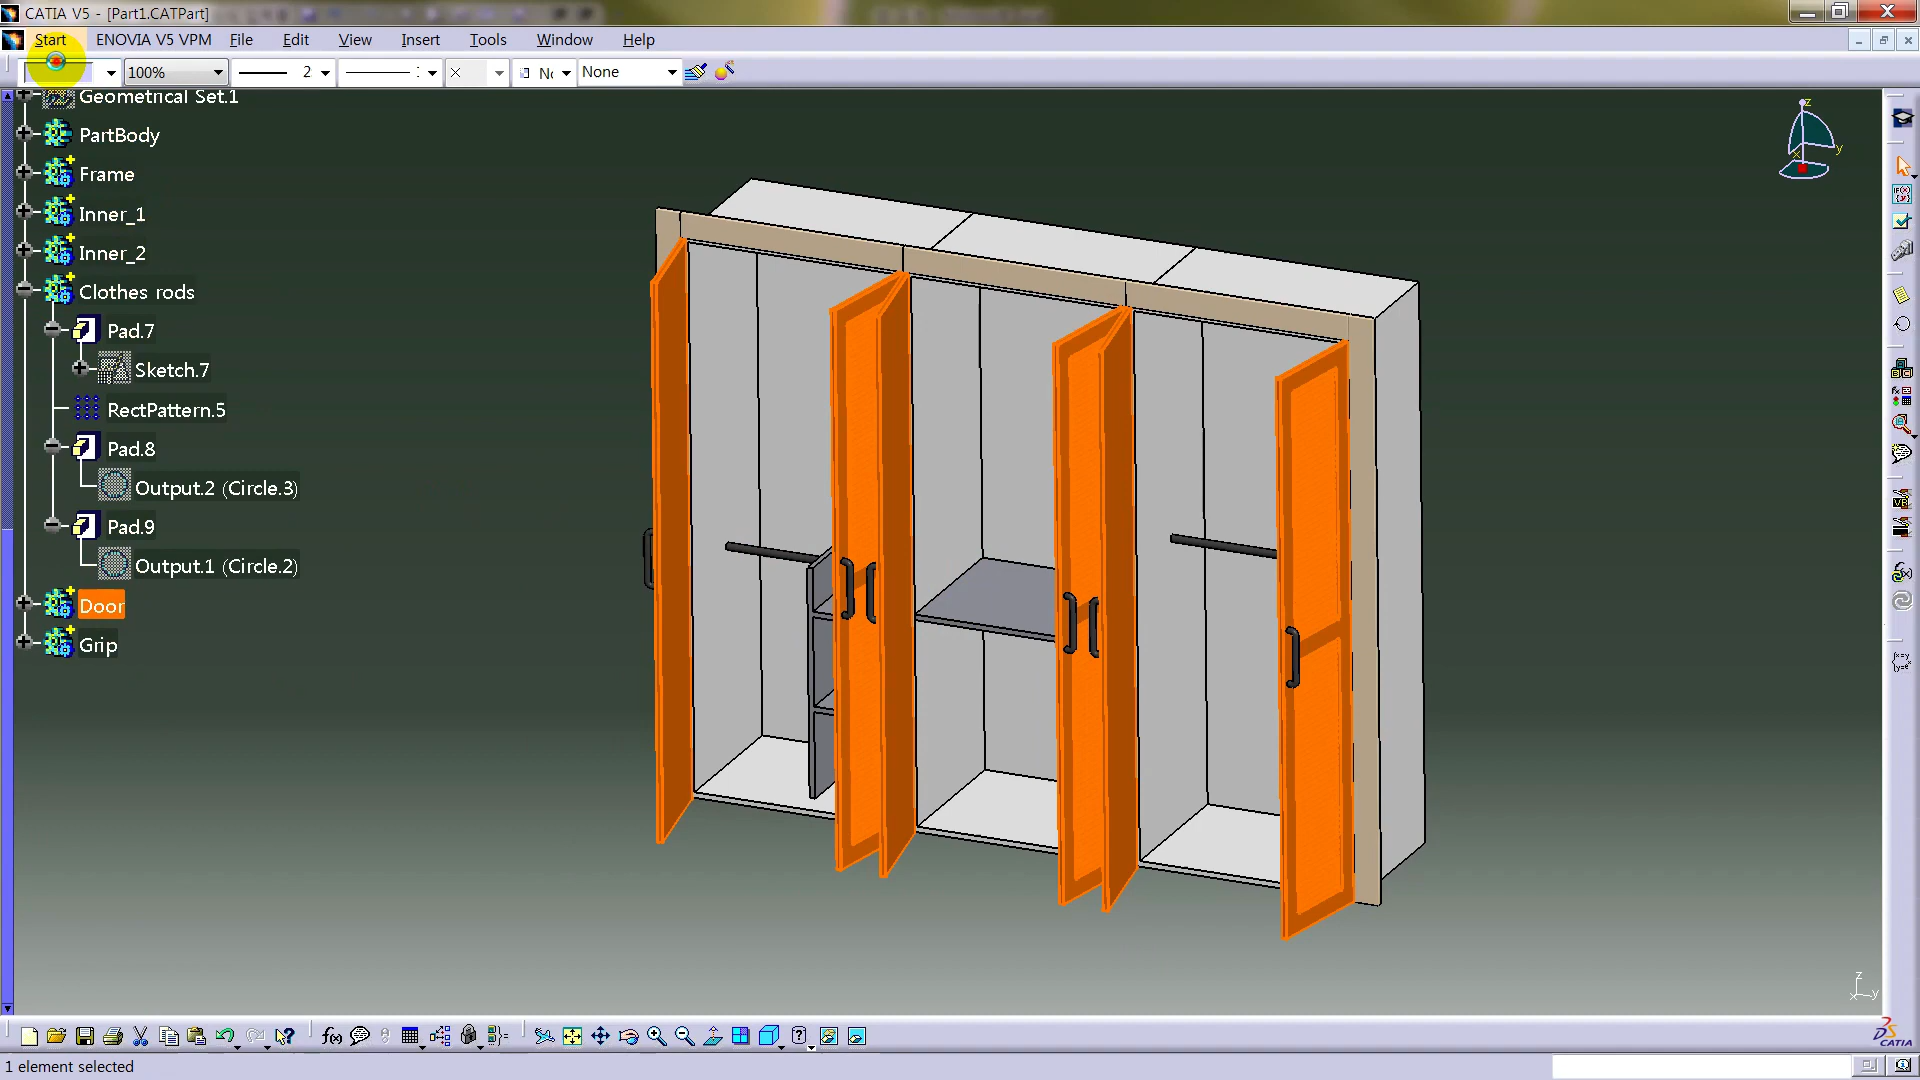 CATIA V5 - [Part1.CATPart]
Start ENOVIA V5 VPM File Edit View Insert Tools Window Help
100% 2 None
Geometrical Set.1
PartBody
Frame
Inner_1
Inner_2
Clothes rods
Pad.7
Sketch.7
RectPattern.5
Pad.8
Output.2 (Circle.3)
Pad.9
Output.1 (Circle.2)
Door
Grip
z
y
x
z
x y
CATIA
1 element selected